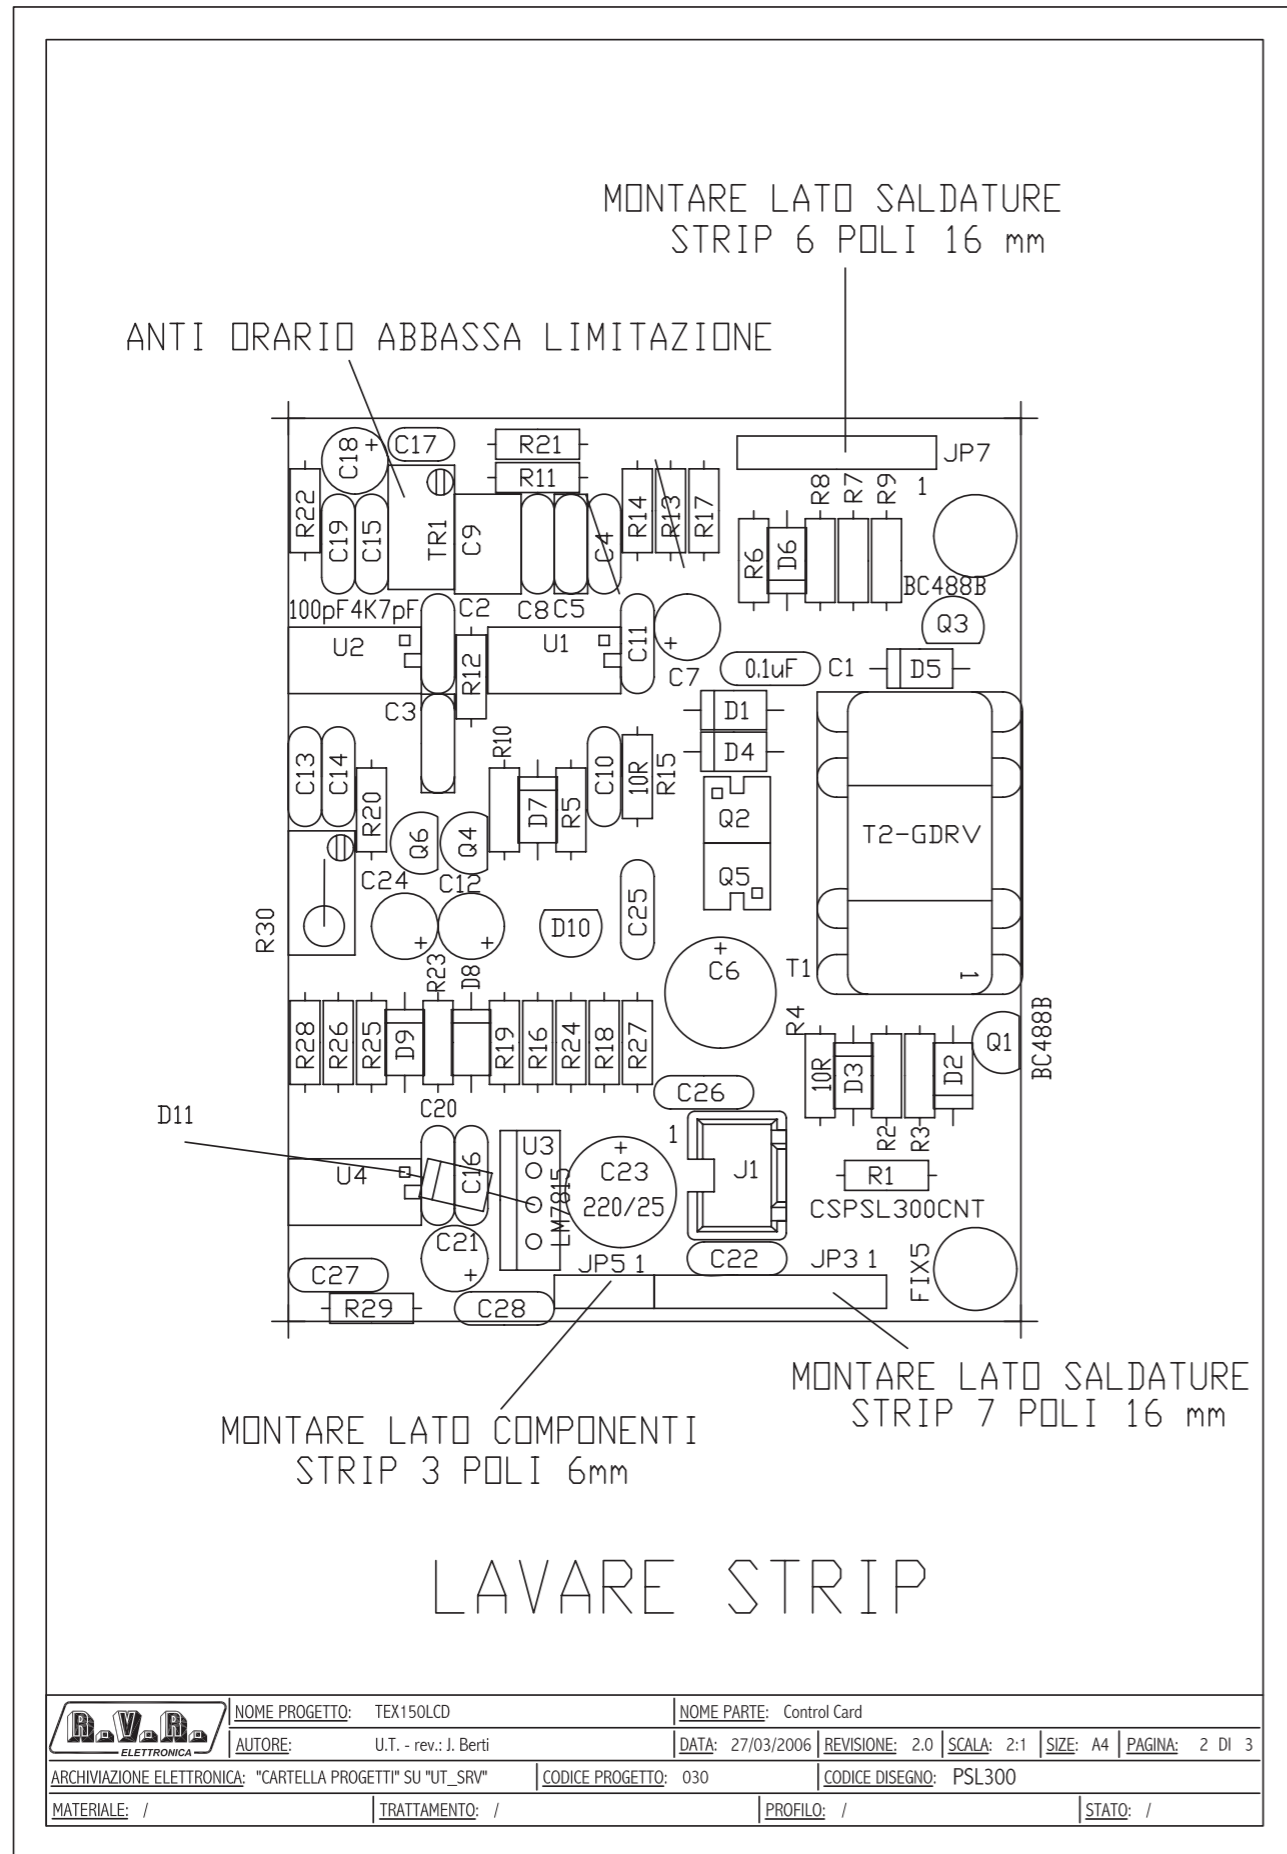 MONTARE LATO SALDATURE
STRIP 6 POLI 16 mm
ANTI ORARIO ABBASSA LIMITAZIONE
C18 +
C17
R21
R11
JP7
1
R22
C19
C15
TR1
C9
C4
R14
R13
R17
R6
D6
R8
R7
R9
BC488B
100pF 4K7pF
C2
C8
C5
U2
R12
U1
C11
+
C7
0.1uF
C1
Q3
D5
C3
D1
D4
R10
C13
C14
R20
Q6
Q4
D7
R5
C10
10R
R15
Q2
Q5
T2-GDRV
C24
C12
R30
+
+
D10
C25
+
C6
T1
1
R23
D8
R28
R26
R25
D9
R19
R16
R24
R18
R27
R4
10R
D3
R2
R3
D2
Q1
BC488B
C26
C20
D11
U4
C16
U3
LM7815
+
C23
220/25
1
J1
R1
CSPSL300CNT
C21
+
C22
JP5 1
JP3 1
FIX5
C27
R29
C28
MONTARE LATO SALDATURE
STRIP 7 POLI 16 mm
MONTARE LATO COMPONENTI
STRIP 3 POLI 6mm
LAVARE STRIP
R.V.R.
ELETTRONICA
NOME PROGETTO: TEX150LCD
NOME PARTE: Control Card
AUTORE: U.T. - rev.: J. Berti
DATA: 27/03/2006
REVISIONE: 2.0
SCALA: 2:1
SIZE: A4
PAGINA: 2 DI 3
ARCHIVIAZIONE ELETTRONICA: "CARTELLA PROGETTI" SU "UT_SRV"
CODICE PROGETTO: 030
CODICE DISEGNO: PSL300
MATERIALE: /
TRATTAMENTO: /
PROFILO: /
STATO: /